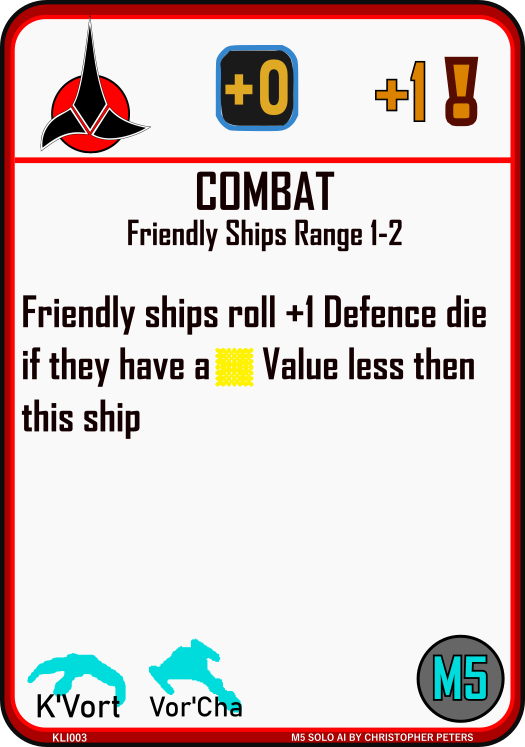 +0
+1 !
COMBAT
Friendly Ships Range 1-2
Friendly ships roll +1 Defence die
if they have a Value less then
this ship
K'Vort Vor'Cha
M5
KLI003 M5 SOLO AI BY CHRISTOPHER PETERS